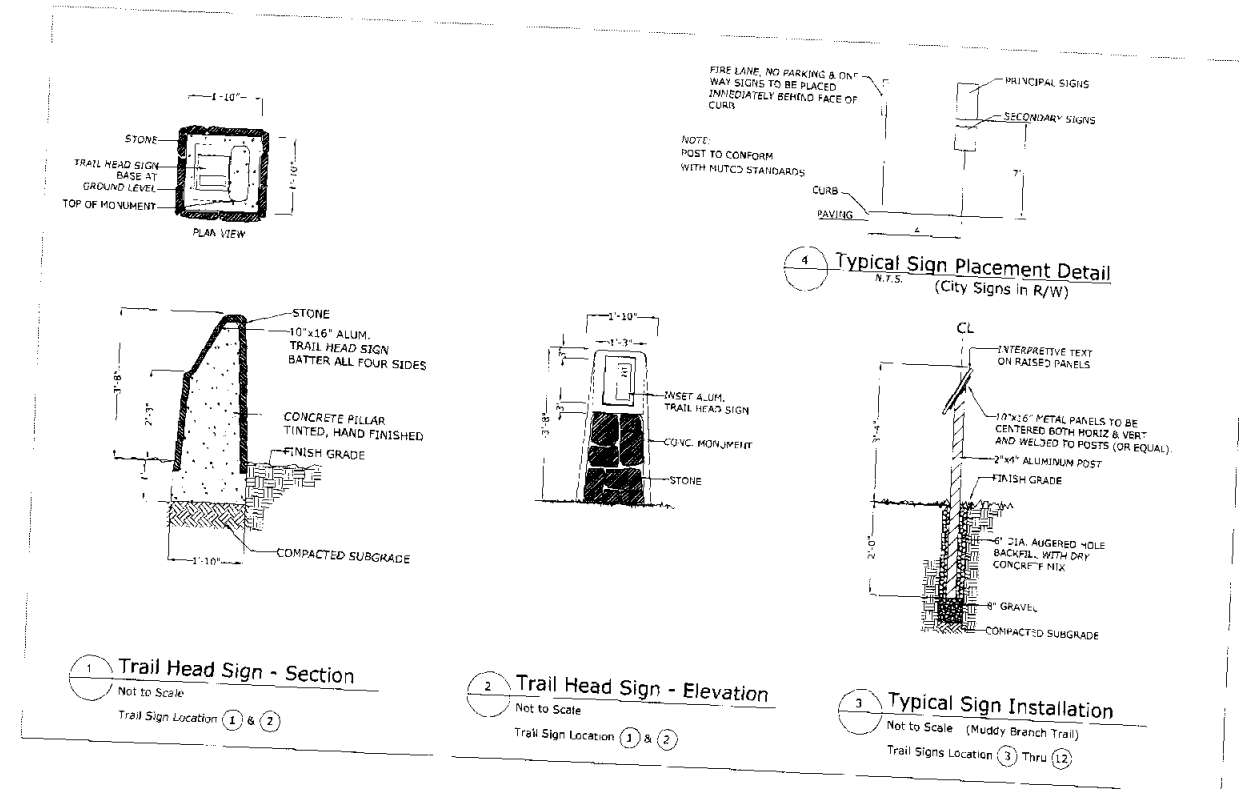 1'-10"
STONE
TRAIL HEAD SIGN
BASE AT
GROUND LEVEL
TOP OF MONUMENT
1'-10"
PLAN VIEW
STONE
10"x16" ALUM.
TRAIL HEAD SIGN
BATTER ALL FOUR SIDES
3'-8"
2'-3"
CONCRETE PILLAR
TINTED, HAND FINISHED
FINISH GRADE
1'
COMPACTED SUBGRADE
1'-10"
1 Trail Head Sign - Section
Not to Scale
Trail Sign Location 1 & 2
1'-10"
1'-3"
3"
3'-8"
3"
INSET ALUM.
TRAIL HEAD SIGN
CONC. MONUMENT
STONE
2 Trail Head Sign - Elevation
Not to Scale
Trail Sign Location 1 & 2
FIRE LANE, NO PARKING & ONE
WAY SIGNS TO BE PLACED
INNEDIATELY BEHIND FACE OF
CURB
PRINCIPAL SIGNS
SECONDARY SIGNS
NOTE:
POST TO CONFORM
WITH MUTCD STANDARDS
7'
CURB
PAVING
4
4 Typical Sign Placement Detail
N.T.S.
(City Signs in R/W)
CL
INTERPRETIVE TEXT
ON RAISED PANELS
3'-4"
10"x16" METAL PANELS TO BE
CENTERED BOTH HORIZ & VERT
AND WELDED TO POSTS (OR EQUAL).
2"x4" ALUMINUM POST
FINISH GRADE
2'-0"
6" DIA. AUGERED HOLE
BACKFILL WITH DRY
CONCRETE MIX
8" GRAVEL
COMPACTED SUBGRADE
3 Typical Sign Installation
Not to Scale (Muddy Branch Trail)
Trail Signs Location 3 Thru 12